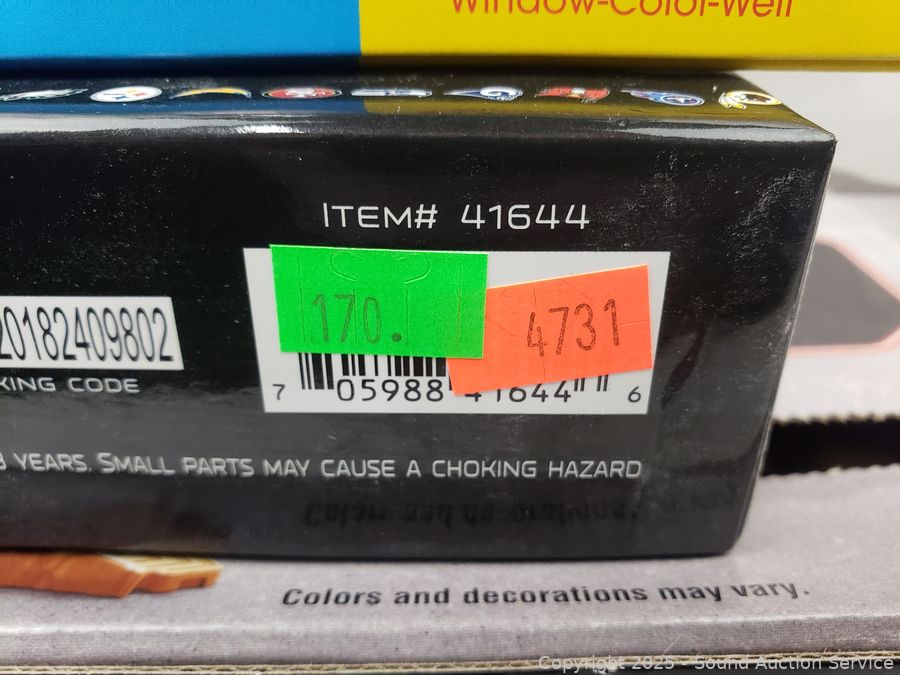 Window-Color-Well
ITEM# 41644
170.
4731
20182409802
KING CODE
7 05988 41644 6
3 YEARS. SMALL PARTS MAY CAUSE A CHOKING HAZARD
Colors and decorations may vary.
Copyright 2025 - Sound Auction Service